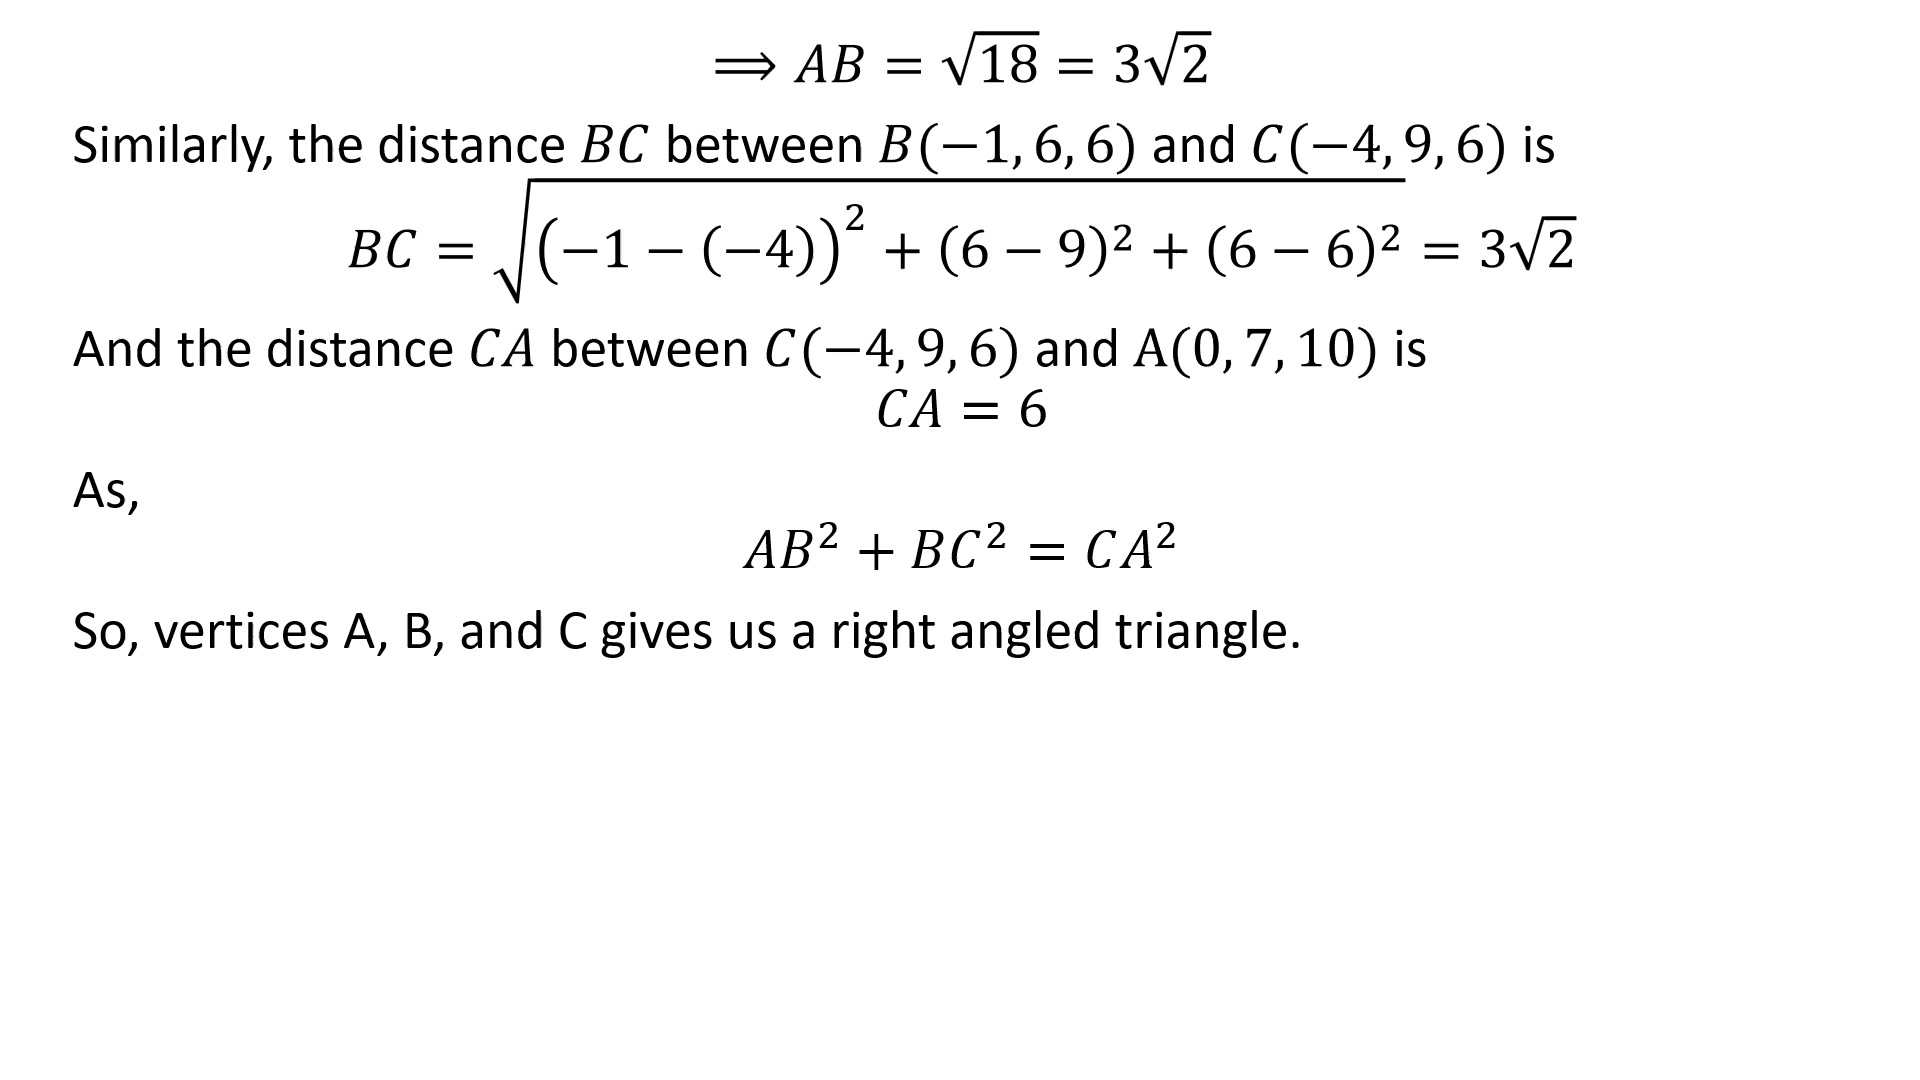 ⟹ AB = √18 = 3√2
Similarly, the distance BC between B(−1, 6, 6) and C(−4, 9, 6) is
BC = √((−1 − (−4))² + (6 − 9)² + (6 − 6)²) = 3√2
And the distance CA between C(−4, 9, 6) and A(0, 7, 10) is
CA = 6
As,
AB² + BC² = CA²
So, vertices A, B, and C gives us a right angled triangle.